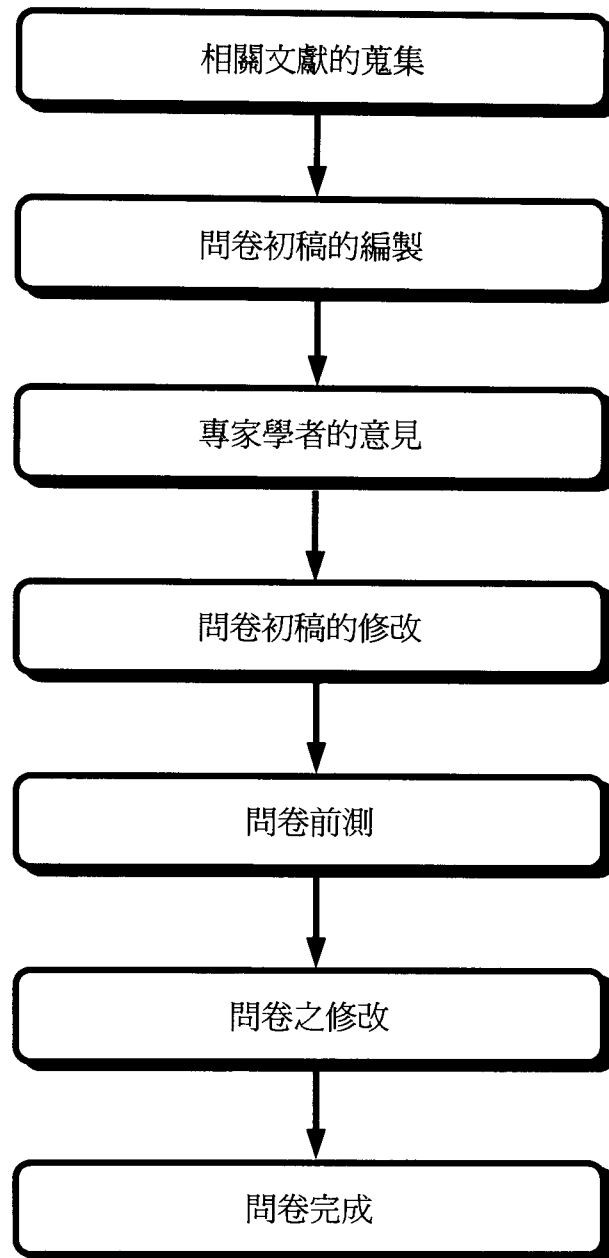 相關文獻的蒐集
問卷初稿的編製
專家學者的意見
問卷初稿的修改
問卷前測
問卷之修改
問卷完成